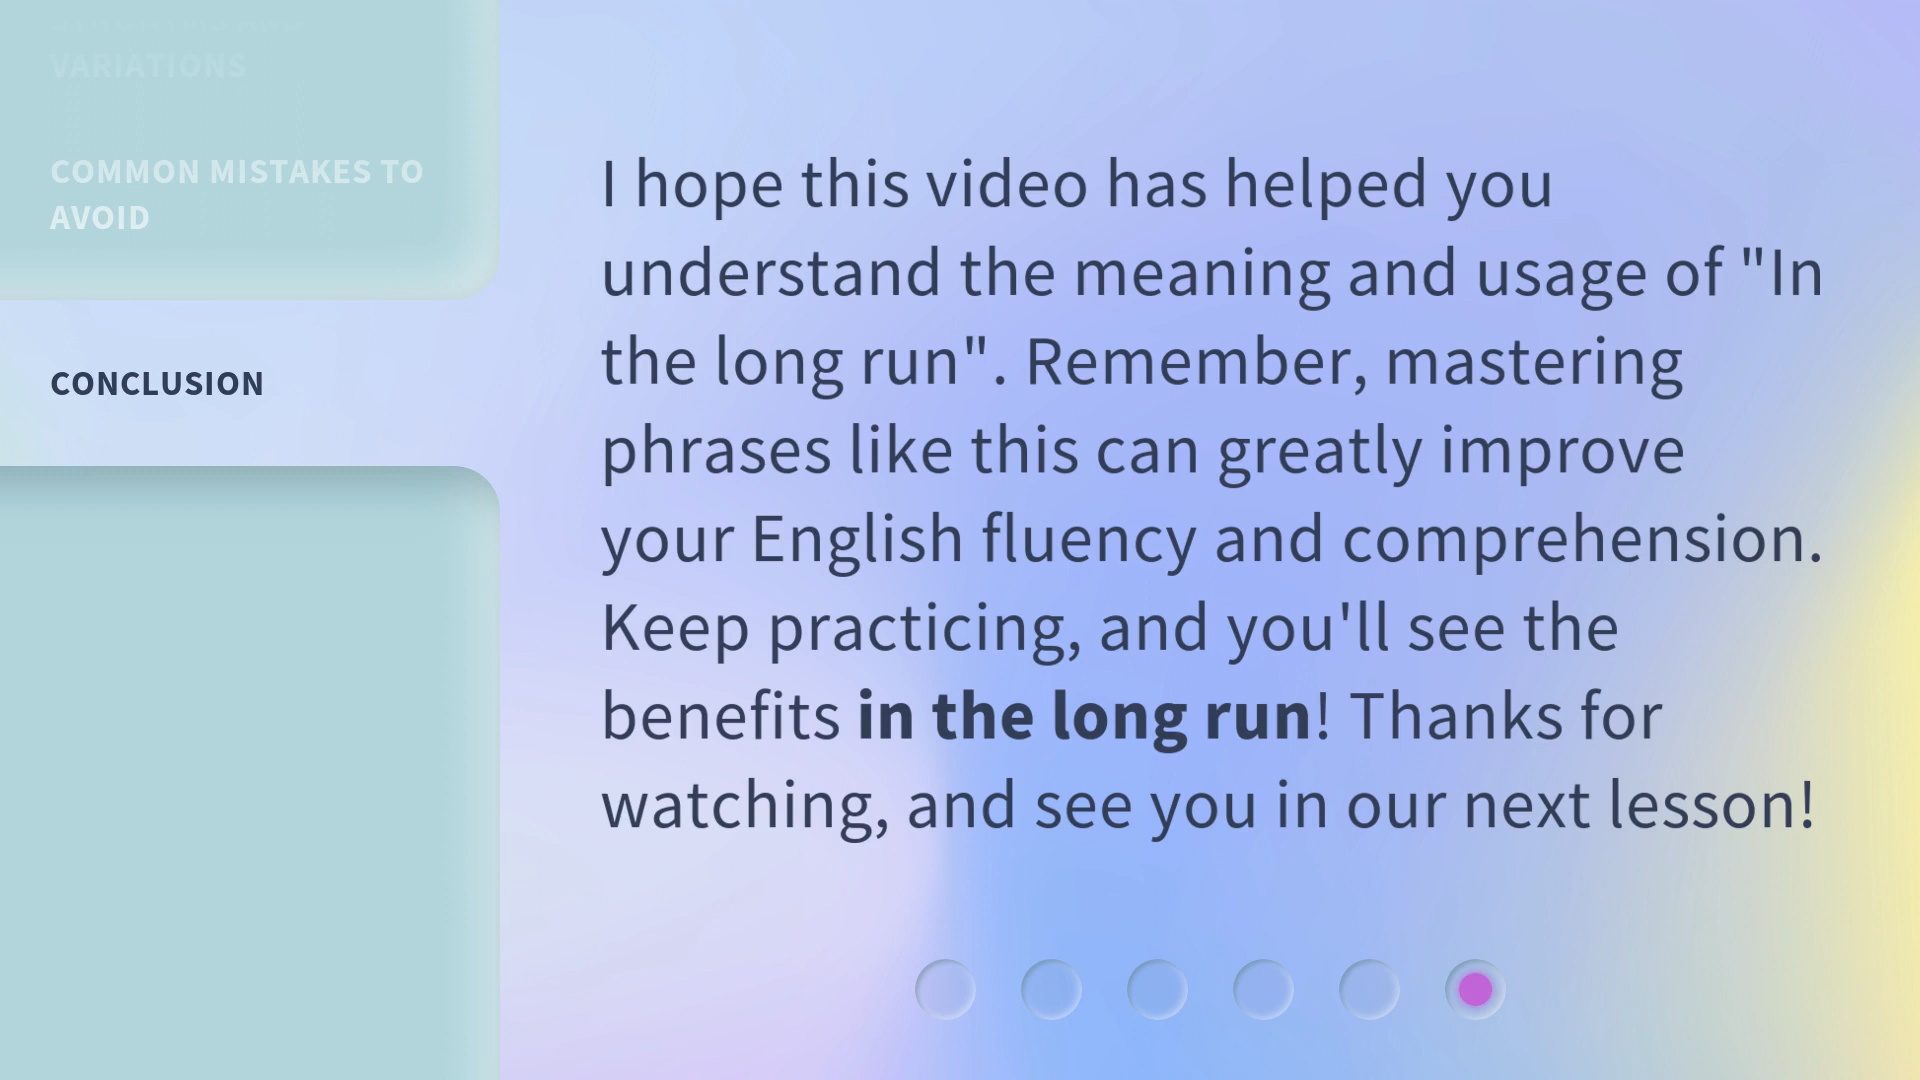 VARIATIONS
COMMON MISTAKES TO
AVOID
CONCLUSION
I hope this video has helped you
understand the meaning and usage of "In
the long run". Remember, mastering
phrases like this can greatly improve
your English fluency and comprehension.
Keep practicing, and you'll see the
benefits in the long run! Thanks for
watching, and see you in our next lesson!